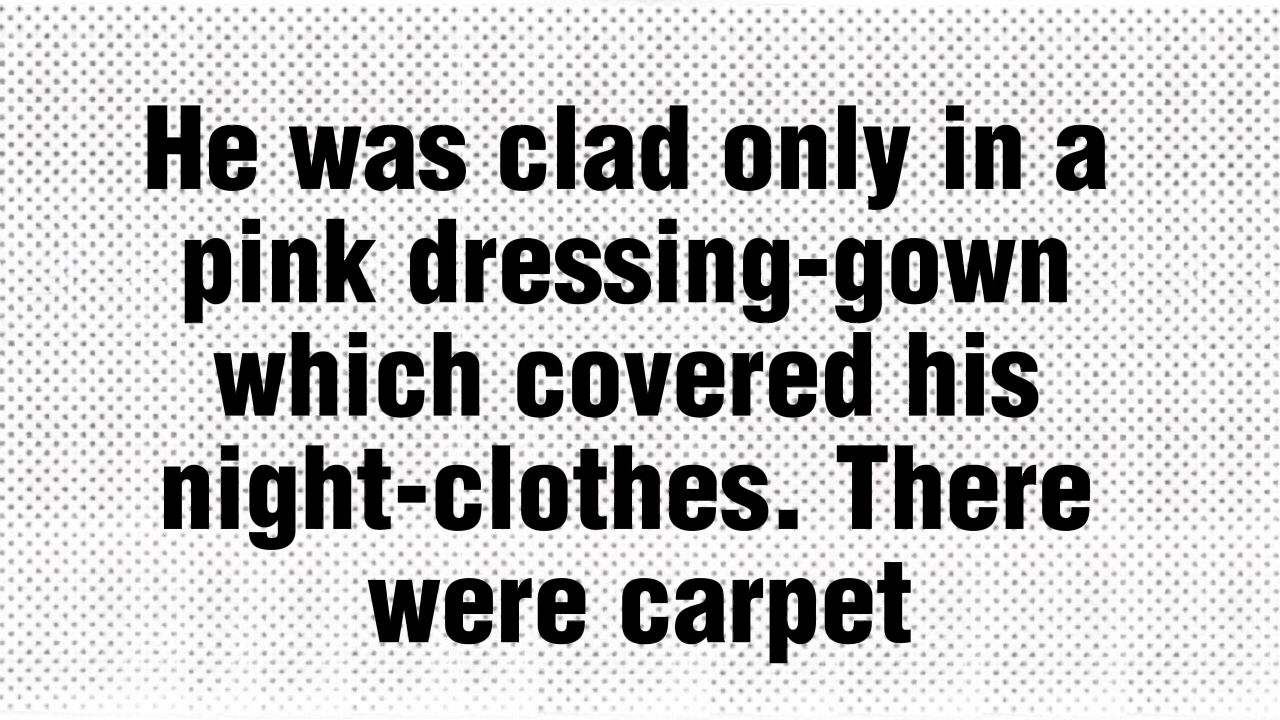 He was clad only in a
pink dressing-gown
which covered his
night-clothes. There
were carpet